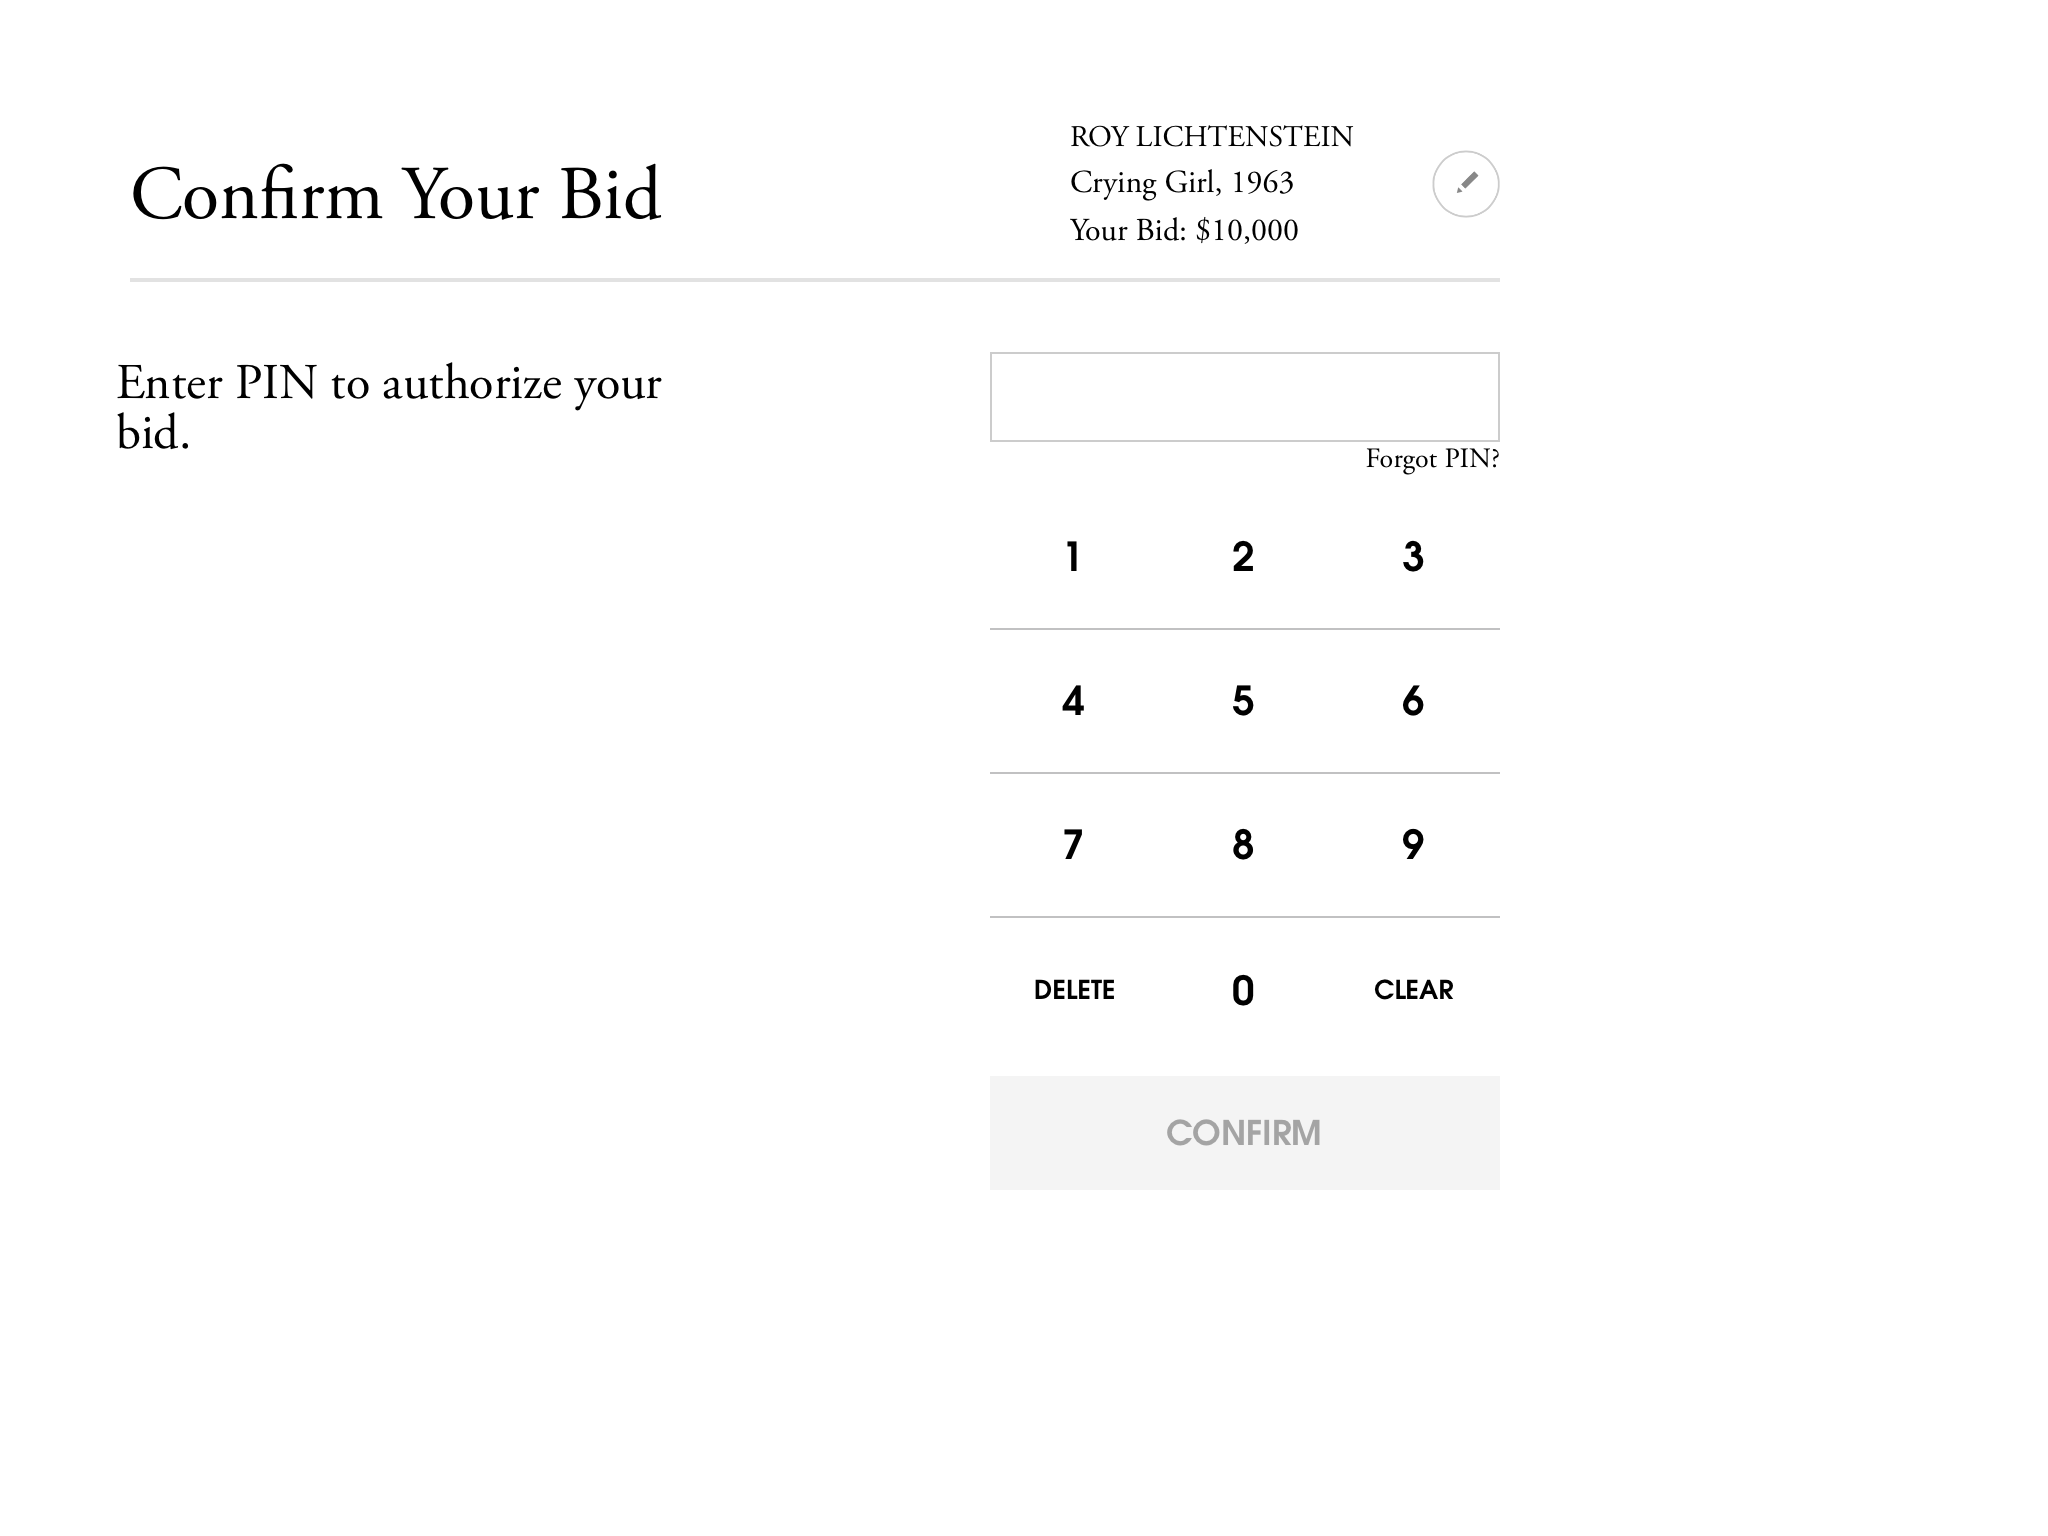 Confirm Your Bid
ROY LICHTENSTEIN
Crying Girl, 1963
Your Bid: $10,000
Enter PIN to authorize your
bid.
Forgot PIN?
1 2 3
4 5 6
7 8 9
DELETE 0 CLEAR
CONFIRM